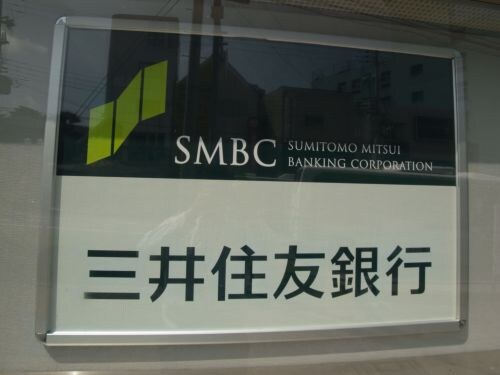 SMBC SUMITOMO MITSUI
BANKING CORPORATION
三井住友銀行